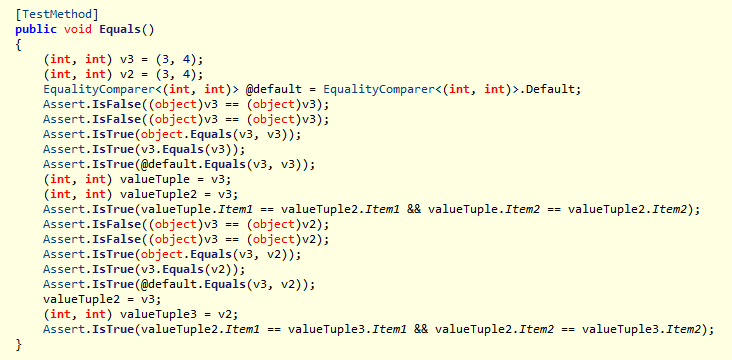 [TestMethod]
public void Equals()
{
    (int, int) v3 = (3, 4);
    (int, int) v2 = (3, 4);
    EqualityComparer<(int, int)> @default = EqualityComparer<(int, int)>.Default;
    Assert.IsFalse((object)v3 == (object)v3);
    Assert.IsFalse((object)v3 == (object)v3);
    Assert.IsTrue(object.Equals(v3, v3));
    Assert.IsTrue(v3.Equals(v3));
    Assert.IsTrue(@default.Equals(v3, v3));
    (int, int) valueTuple = v3;
    (int, int) valueTuple2 = v3;
    Assert.IsTrue(valueTuple.Item1 == valueTuple2.Item1 && valueTuple.Item2 == valueTuple2.Item2);
    Assert.IsFalse((object)v3 == (object)v2);
    Assert.IsFalse((object)v3 == (object)v2);
    Assert.IsTrue(object.Equals(v3, v2));
    Assert.IsTrue(v3.Equals(v2));
    Assert.IsTrue(@default.Equals(v3, v2));
    valueTuple2 = v3;
    (int, int) valueTuple3 = v2;
    Assert.IsTrue(valueTuple2.Item1 == valueTuple3.Item1 && valueTuple2.Item2 == valueTuple3.Item2);
}